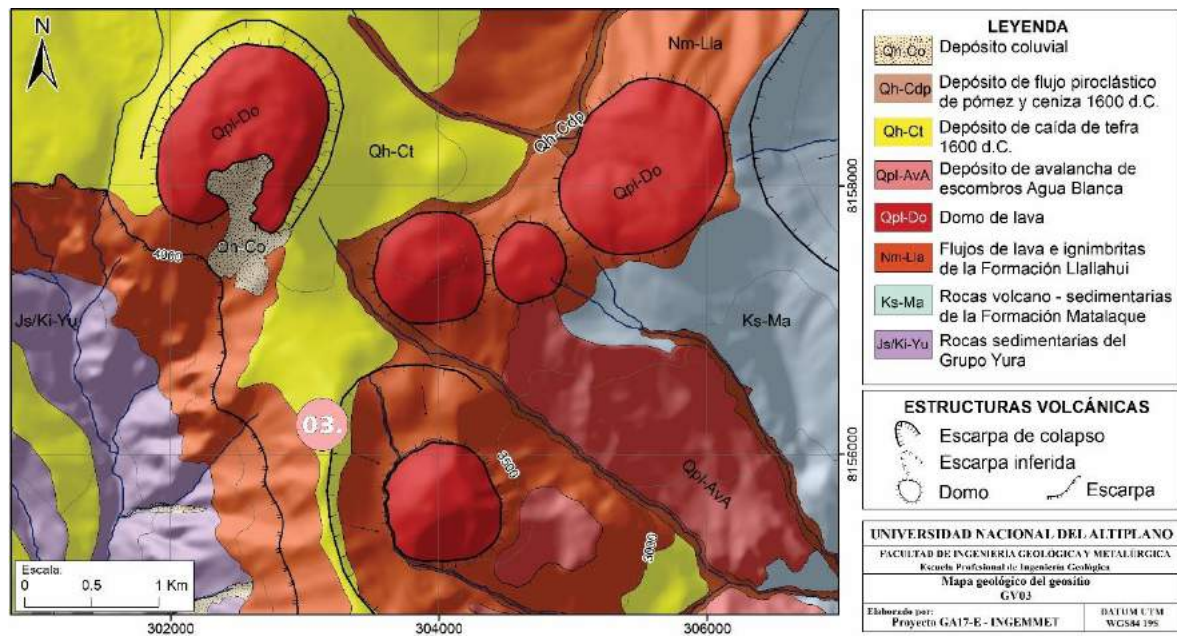 N
Nm-Lla
Qpl-Do
Qh-Ct
Qh-Cdp
Qpl-Do
8158000
Qh-Co
4000
Js/Ki-Yu
Ks-Ma
03.
3500
8156000
Qpl-AvA
3000
Escala:
0 0.5 1 Km
302000 304000 306000
LEYENDA
Qh-Co Depósito coluvial
Qh-Cdp Depósito de flujo piroclástico
de pómez y ceniza 1600 d.C.
Qh-Ct Depósito de caída de tefra
1600 d.C.
Qpl-AvA Depósito de avalancha de
escombros Agua Blanca
Qpl-Do Domo de lava
Nm-Lla Flujos de lava e ignimbritas
de la Formación Llallahui
Ks-Ma Rocas volcano - sedimentarias
de la Formación Matalaque
Js/Ki-Yu Rocas sedimentarias del
Grupo Yura
ESTRUCTURAS VOLCÁNICAS
Escarpa de colapso
Escarpa inferida
Domo Escarpa
UNIVERSIDAD NACIONAL DEL ALTIPLANO
FACULTAD DE INGENIERÍA GEOLÓGICA Y METALÚRGICA
Escuela Profesional de Ingeniería Geológica
Mapa geológico del geositio
GV03
Elaborado por:
Proyecto GA17-E - INGEMMET
DATUM UTM
WGS84 19S